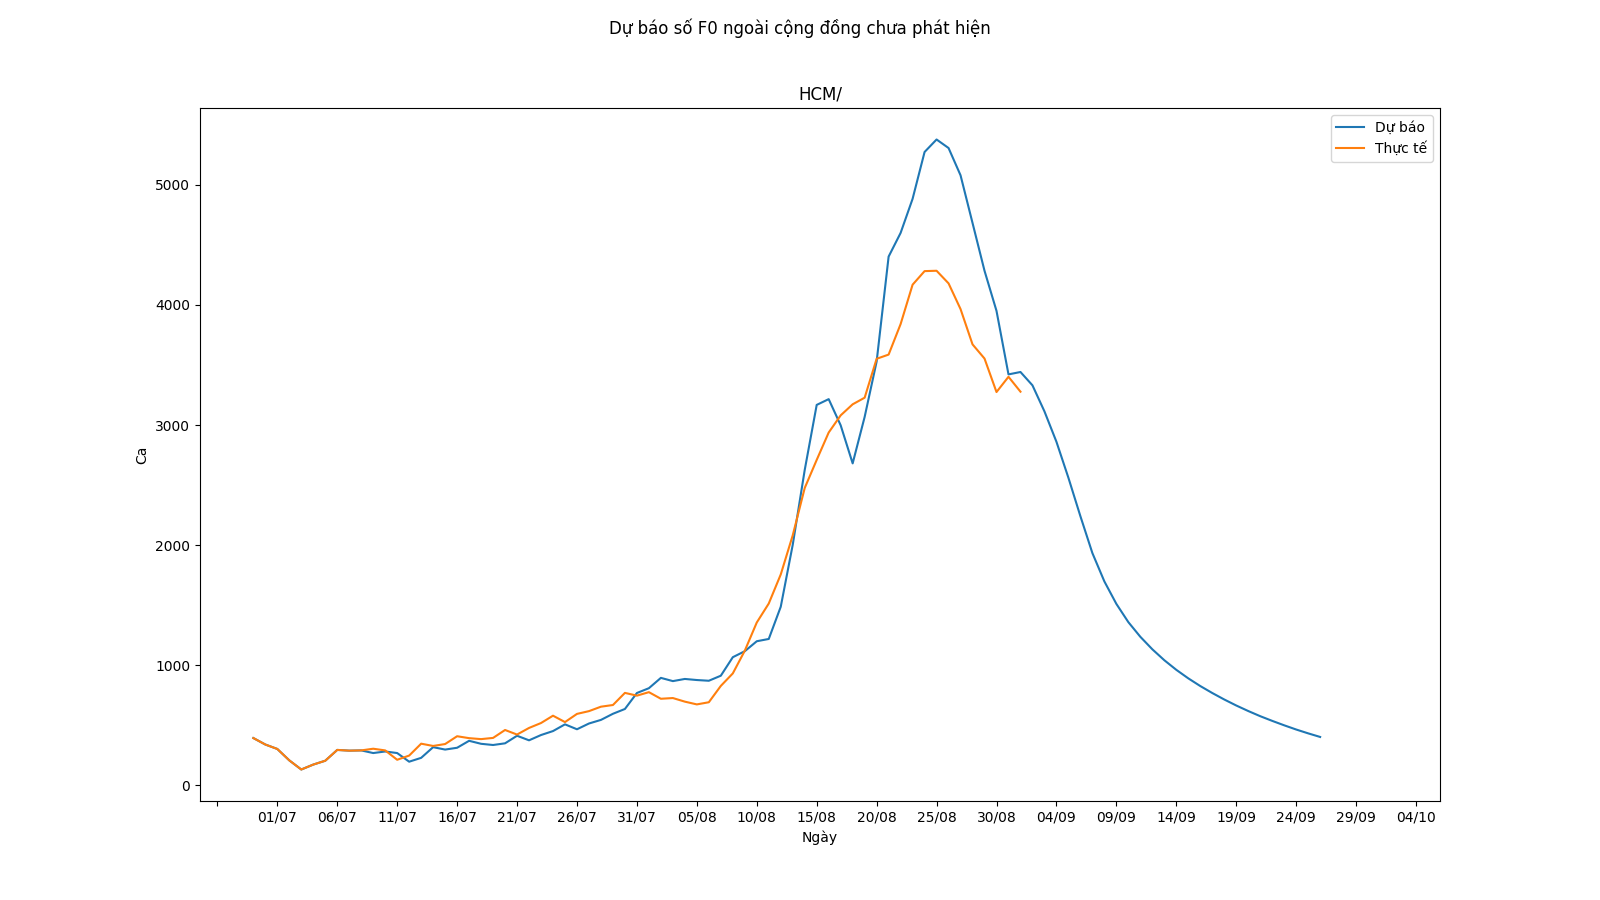 Dự báo số F0 ngoài cộng đồng chưa phát hiện
HCM/
Dự báo
Thực tế
5000
4000
3000
2000
1000
0
Ca
01/07 06/07 11/07 16/07 21/07 26/07 31/07 05/08 10/08 15/08 20/08 25/08 30/08 04/09 09/09 14/09 19/09 24/09 29/09 04/10
Ngày